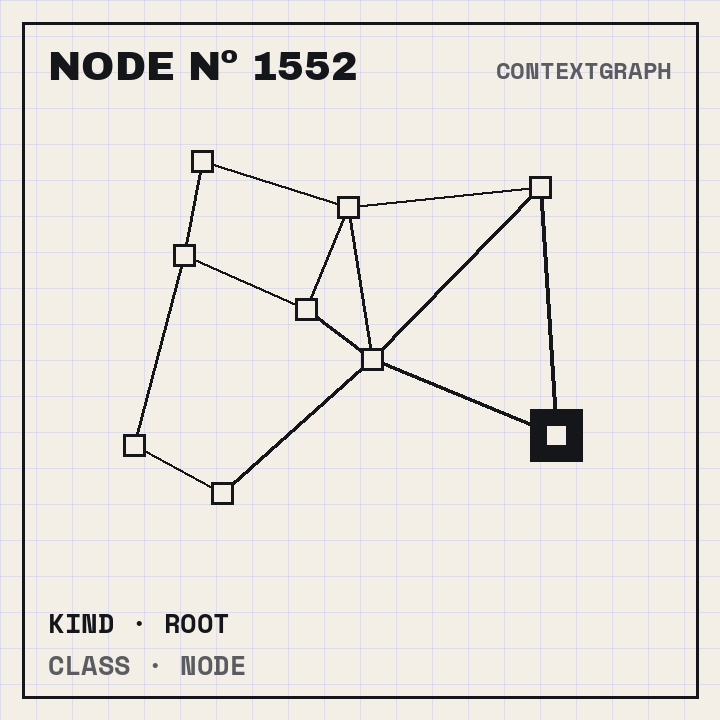 NODE Nº 1552
CONTEXTGRAPH
KIND · ROOT
CLASS · NODE